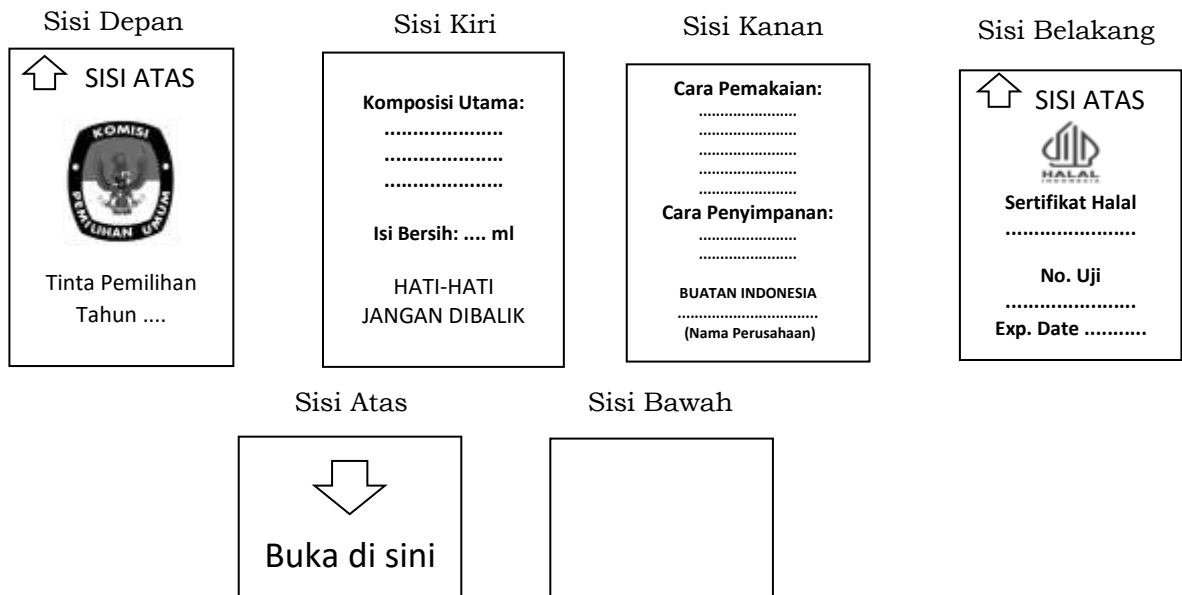 Sisi Depan
SISI ATAS
KOMISI
PEMILIHAN UMUM
Tinta Pemilihan
Tahun ....
Sisi Kiri
Komposisi Utama:
.....................
.....................
.....................
Isi Bersih: .... ml
HATI-HATI
JANGAN DIBALIK
Sisi Kanan
Cara Pemakaian:
.......................
.......................
.......................
.......................
.......................
Cara Penyimpanan:
.......................
.......................
BUATAN INDONESIA
.................................
(Nama Perusahaan)
Sisi Belakang
SISI ATAS
HALAL
INDONESIA
Sertifikat Halal
.......................
No. Uji
.......................
Exp. Date ...........
Sisi Atas
Buka di sini
Sisi Bawah